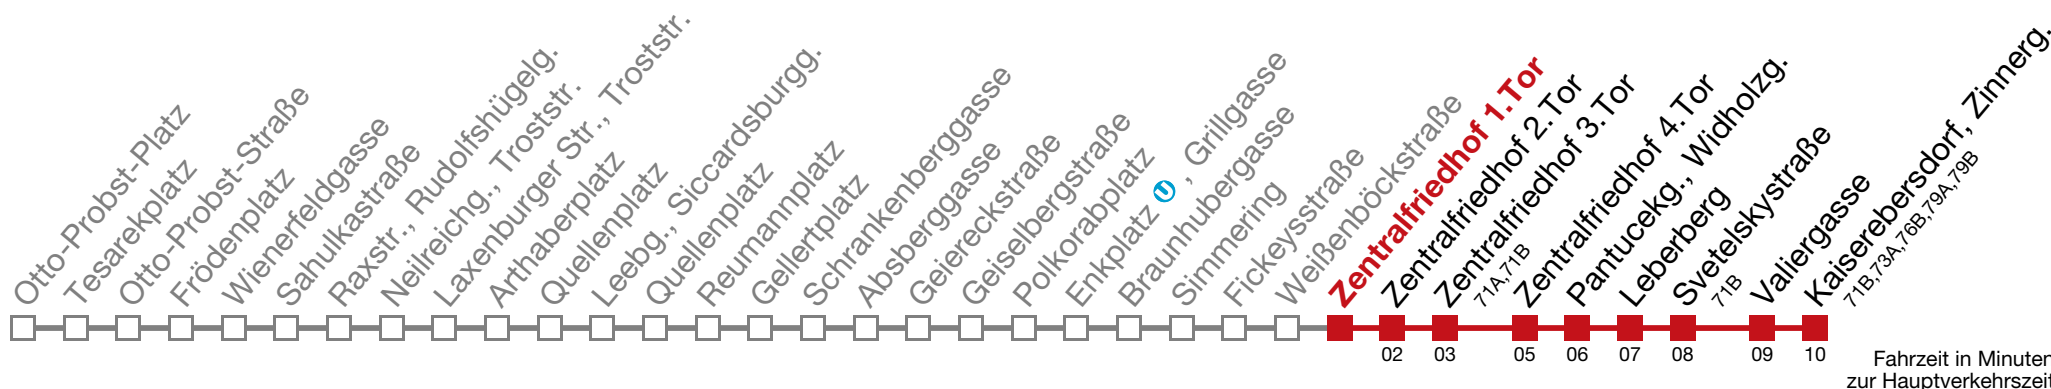 Otto-Probst-Platz
Tesarekplatz
Otto-Probst-Straße
Frödenplatz
Wienerfeldgasse
Sahulkastraße
Raxstr., Rudolfshügelg.
Neilreichg., Troststr.
Laxenburger Str., Troststr.
Arthaberplatz
Quellenplatz
Leebg., Siccardsburgg.
Quellenplatz
Reumannplatz
Gellertplatz
Schrankenberggasse
Absberggasse
Geiereckstraße
Geiselbergstraße
Polkorabplatz
Enkplatz U , Grillgasse
Braunhubergasse
Simmering
Fickeysstraße
Weißenböckstraße
Zentralfriedhof 1.Tor
Zentralfriedhof 2.Tor
Zentralfriedhof 3.Tor
71A,71B
Zentralfriedhof 4.Tor
Pantucekg., Widholzg.
Leberberg
Svetelskystraße
71B
Valiergasse
Kaiserebersdorf, Zinnerg.
71B,73A,76B,79A,79B
02 03 05 06 07 08 09 10
Fahrzeit in Minuten
zur Hauptverkehrszeit